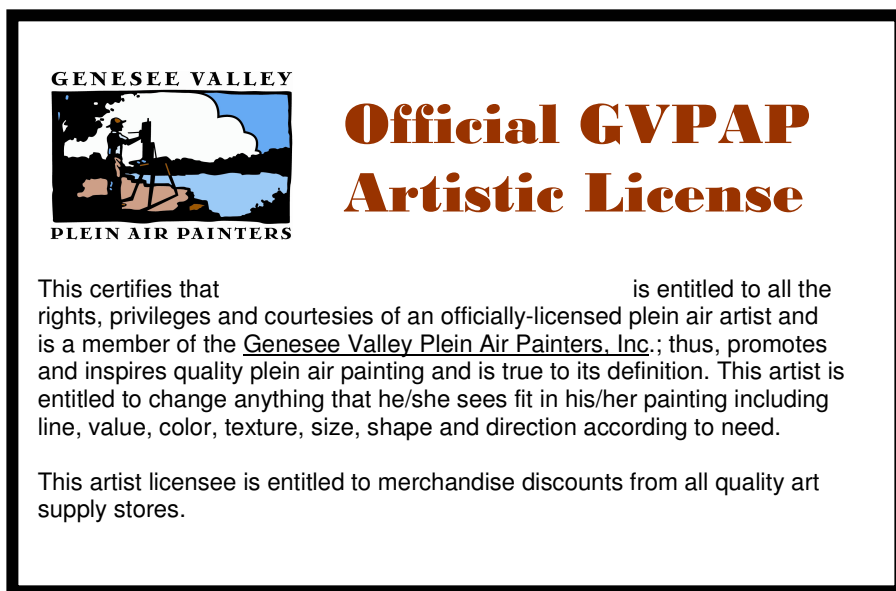 GENESEE VALLEY
PLEIN AIR PAINTERS
Official GVPAP
Artistic License
This certifies that is entitled to all the
rights, privileges and courtesies of an officially-licensed plein air artist and
is a member of the Genesee Valley Plein Air Painters, Inc.; thus, promotes
and inspires quality plein air painting and is true to its definition. This artist is
entitled to change anything that he/she sees fit in his/her painting including
line, value, color, texture, size, shape and direction according to need.
This artist licensee is entitled to merchandise discounts from all quality art
supply stores.